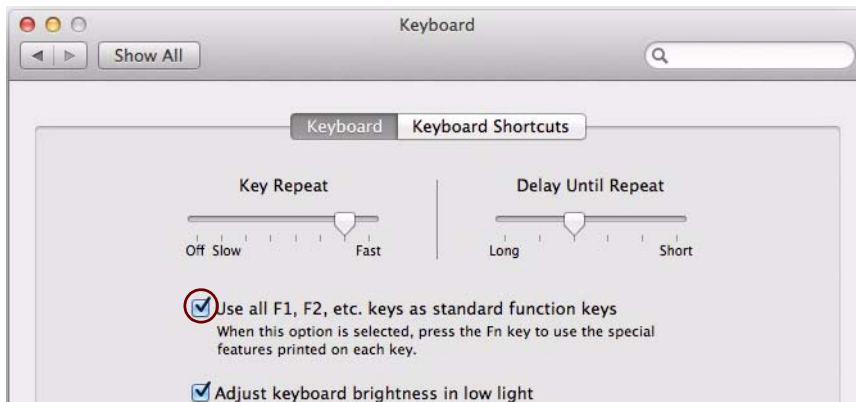 Keyboard
Show All
Keyboard Keyboard Shortcuts
Key Repeat Delay Until Repeat
Off Slow Fast Long Short
Use all F1, F2, etc. keys as standard function keys
When this option is selected, press the Fn key to use the special
features printed on each key.
Adjust keyboard brightness in low light